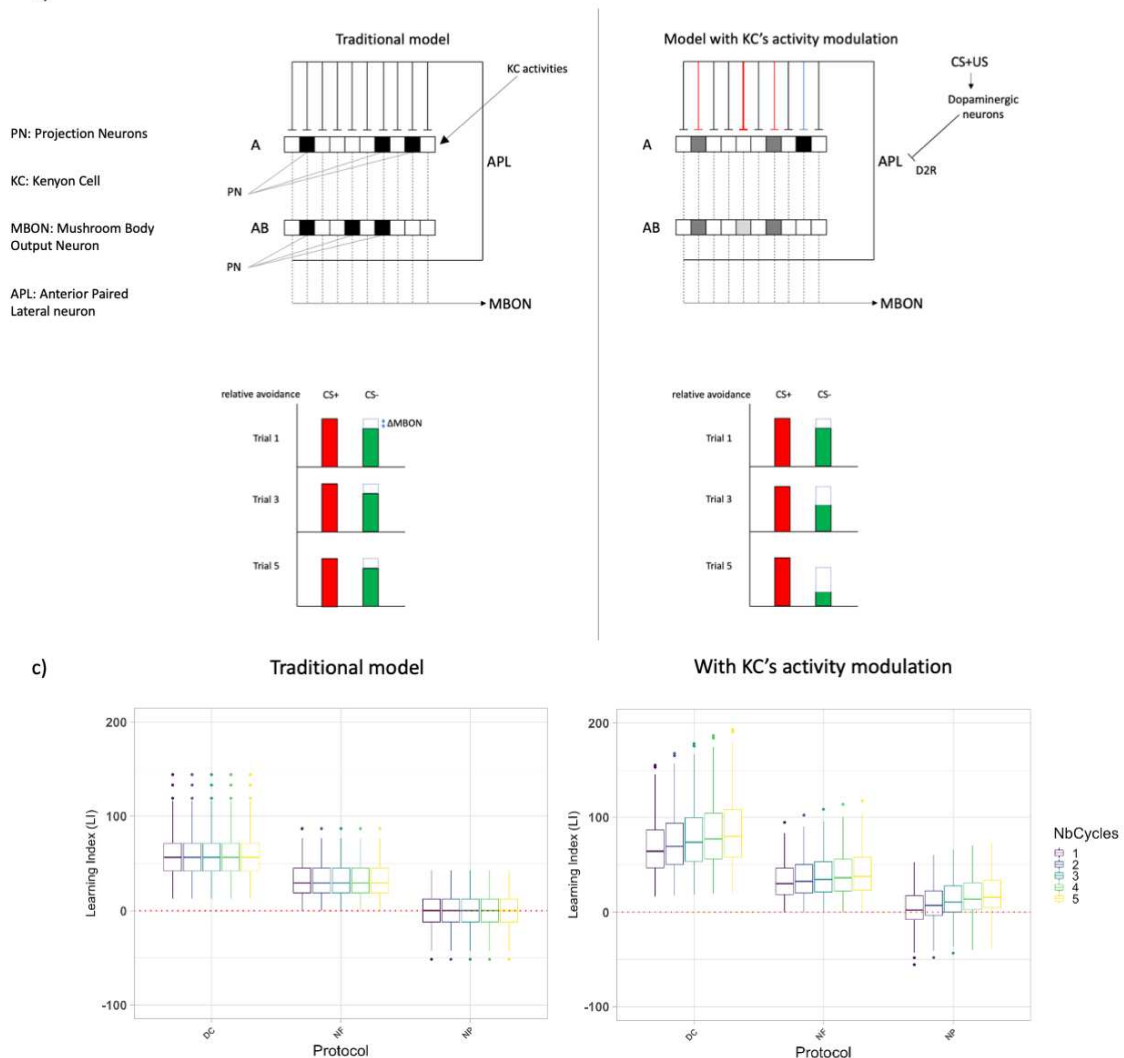 Traditional model
Model with KC's activity modulation
KC activities
CS+US
Dopaminergic
neurons
PN: Projection Neurons
A
APL
A
APL
D2R
KC: Kenyon Cell
PN
MBON: Mushroom Body
Output Neuron
AB
AB
PN
APL: Anterior Paired
Lateral neuron
MBON
MBON
relative avoidance CS+ CS-
relative avoidance CS+ CS-
ΔMBON
Trial 1
Trial 1
Trial 3
Trial 3
Trial 5
Trial 5
c)
Traditional model
With KC's activity modulation
200
100
0
-100
Learning Index (LI)
DC
NF
NP
Protocol
200
100
0
-100
Learning Index (LI)
DC
NF
NP
Protocol
NbCycles
1
2
3
4
5